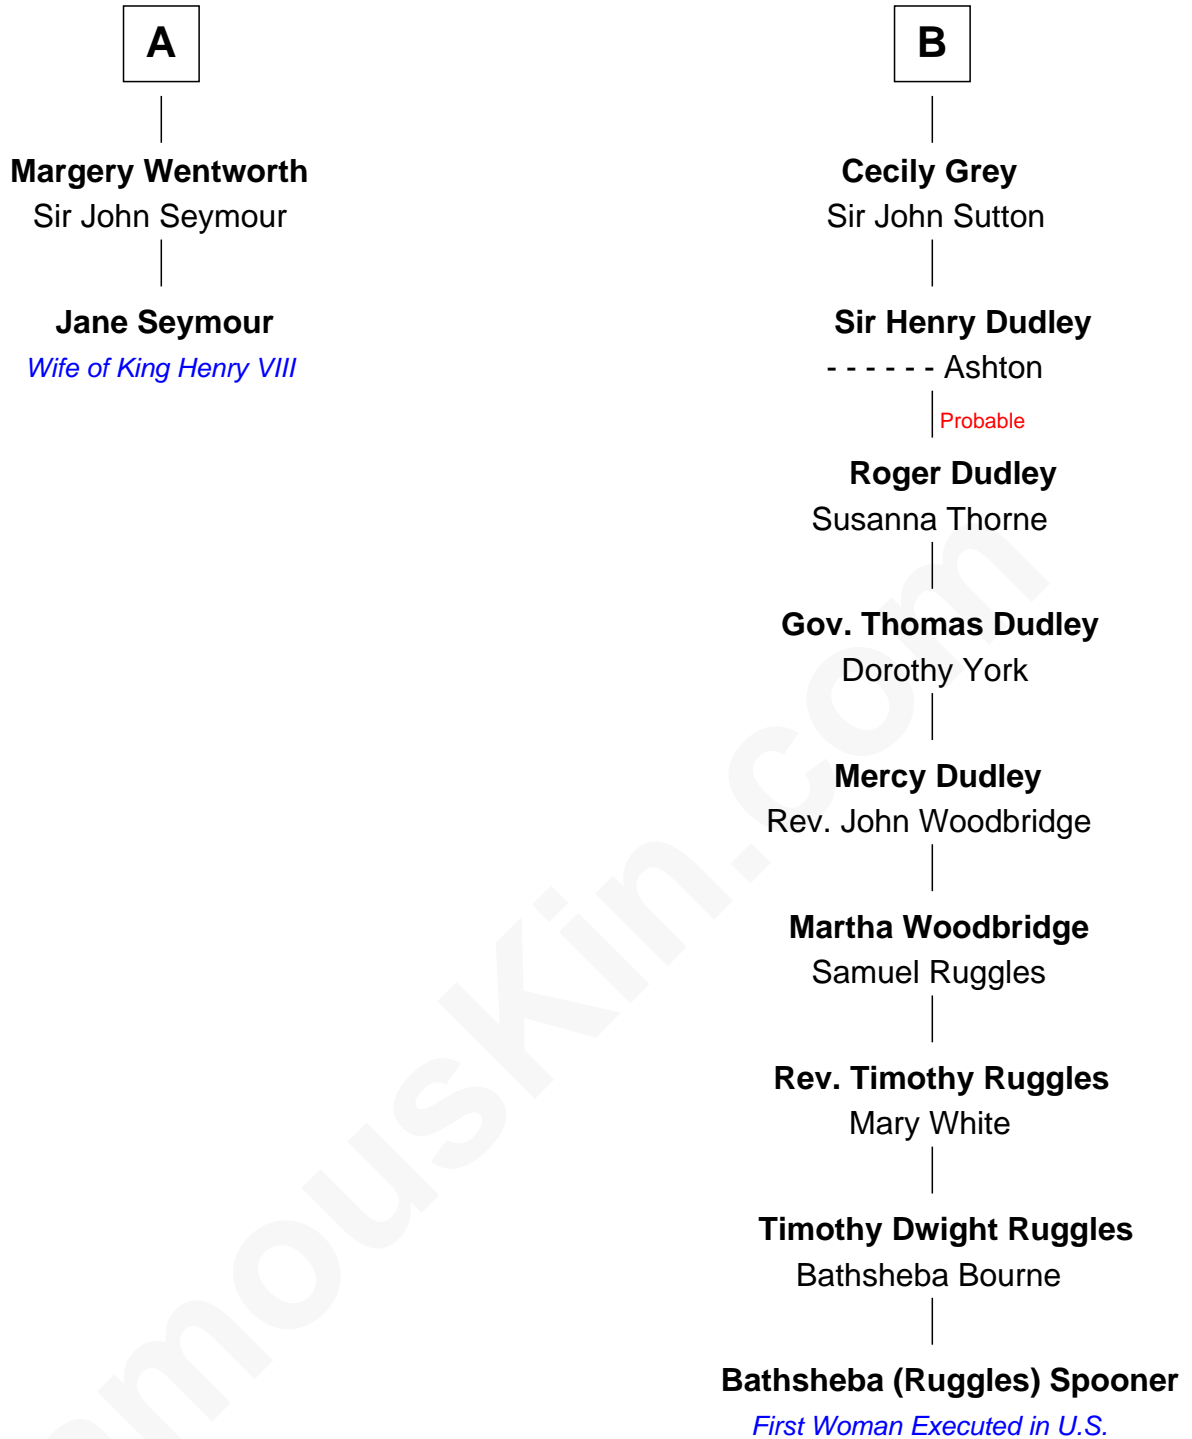 A
Margery Wentworth
Sir John Seymour
Jane Seymour
Wife of King Henry VIII
B
Cecily Grey
Sir John Sutton
Sir Henry Dudley
- - - - - - Ashton
Probable
Roger Dudley
Susanna Thorne
Gov. Thomas Dudley
Dorothy York
Mercy Dudley
Rev. John Woodbridge
Martha Woodbridge
Samuel Ruggles
Rev. Timothy Ruggles
Mary White
Timothy Dwight Ruggles
Bathsheba Bourne
Bathsheba (Ruggles) Spooner
First Woman Executed in U.S.
amouskin.com